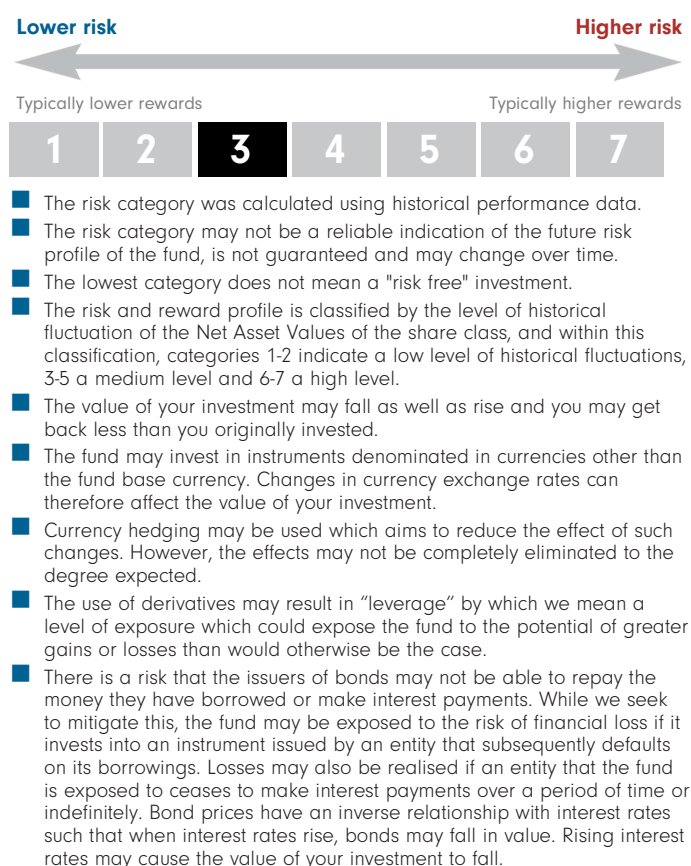 Lower risk Higher risk
Typically lower rewards Typically higher rewards
1 2 3 4 5 6 7
The risk category was calculated using historical performance data.
The risk category may not be a reliable indication of the future risk
profile of the fund, is not guaranteed and may change over time.
The lowest category does not mean a "risk free" investment.
The risk and reward profile is classified by the level of historical
fluctuation of the Net Asset Values of the share class, and within this
classification, categories 1-2 indicate a low level of historical fluctuations,
3-5 a medium level and 6-7 a high level.
The value of your investment may fall as well as rise and you may get
back less than you originally invested.
The fund may invest in instruments denominated in currencies other than
the fund base currency. Changes in currency exchange rates can
therefore affect the value of your investment.
Currency hedging may be used which aims to reduce the effect of such
changes. However, the effects may not be completely eliminated to the
degree expected.
The use of derivatives may result in “leverage” by which we mean a
level of exposure which could expose the fund to the potential of greater
gains or losses than would otherwise be the case.
There is a risk that the issuers of bonds may not be able to repay the
money they have borrowed or make interest payments. While we seek
to mitigate this, the fund may be exposed to the risk of financial loss if it
invests into an instrument issued by an entity that subsequently defaults
on its borrowings. Losses may also be realised if an entity that the fund
is exposed to ceases to make interest payments over a period of time or
indefinitely. Bond prices have an inverse relationship with interest rates
such that when interest rates rise, bonds may fall in value. Rising interest
rates may cause the value of your investment to fall.